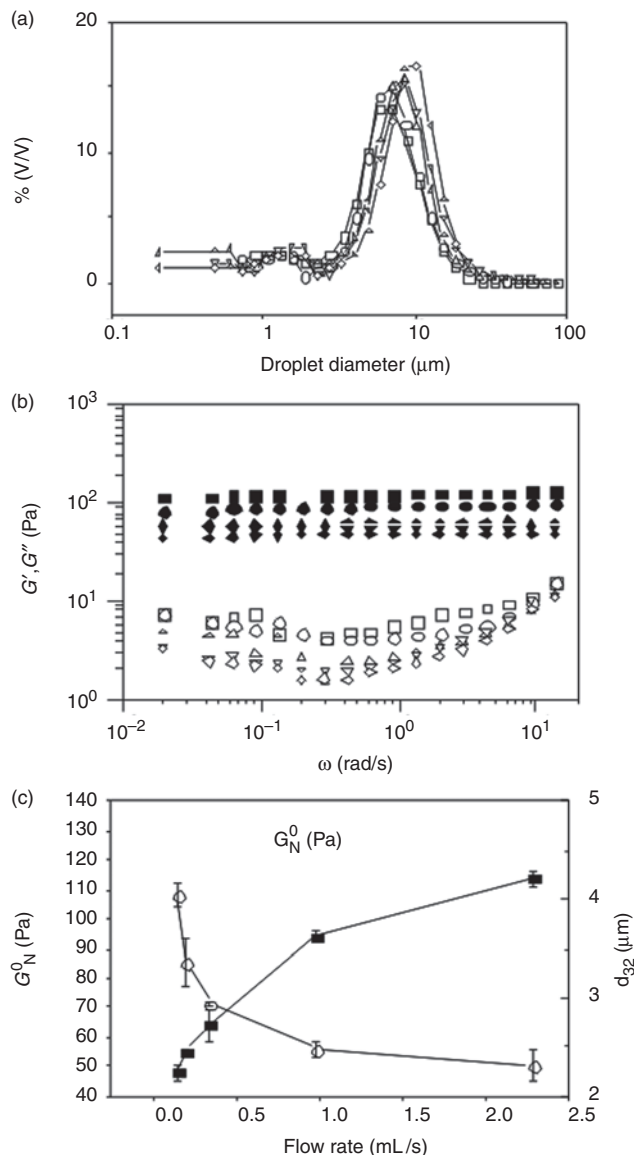 (a)
20
10
0
% (V/V)
0.1 1 10 100
Droplet diameter (μm)
(b)
10³
10²
10¹
10⁰
G′,G″ (Pa)
10⁻² 10⁻¹ 10⁰ 10¹
ω (rad/s)
(c)
140
130
120
110
100
90
80
70
60
50
40
G⁰N (Pa)
G⁰N (Pa)
5
4
3
2
d₃₂ (μm)
0.0 0.5 1.0 1.5 2.0 2.5
Flow rate (mL/s)